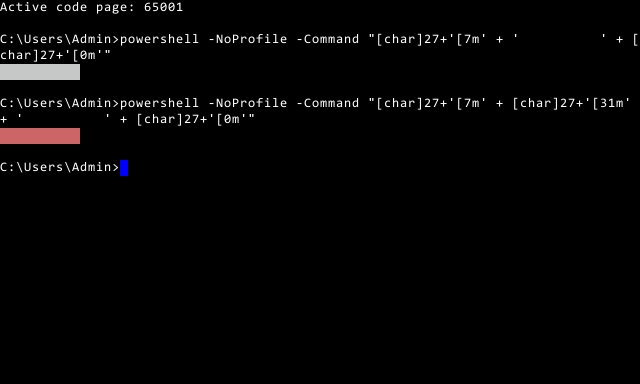 Active code page: 65001
C:\Users\Admin>powershell -NoProfile -Command "[char]27+'[7m' + '          ' + [
char]27+'[0m'"
C:\Users\Admin>powershell -NoProfile -Command "[char]27+'[7m' + [char]27+'[31m'
+ '          ' + [char]27+'[0m'"
C:\Users\Admin>